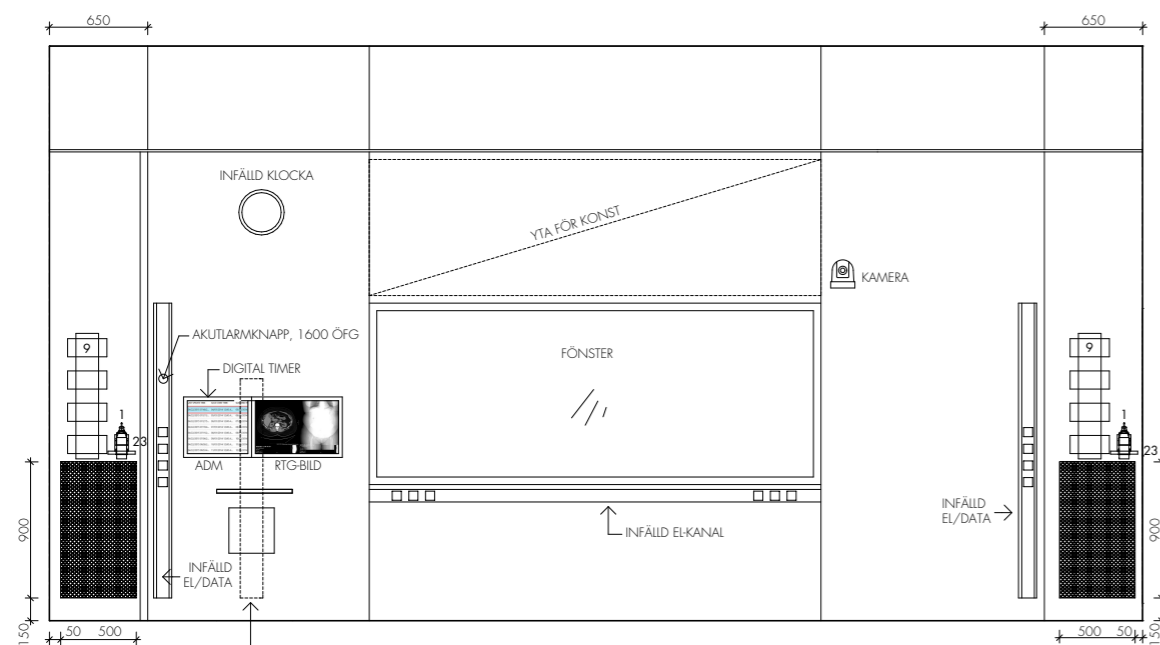 650
650
INFÄLLD KLOCKA
YTA FÖR KONST
KAMERA
AKUTLARMKNAPP, 1600 ÖFG
9
9
DIGITAL TIMER
FÖNSTER
1
23
1
23
ADM
RTG-BILD
INFÄLLD
EL/DATA
INFÄLLD EL-KANAL
900
900
INFÄLLD
EL/DATA
150
50 500
500 50
150